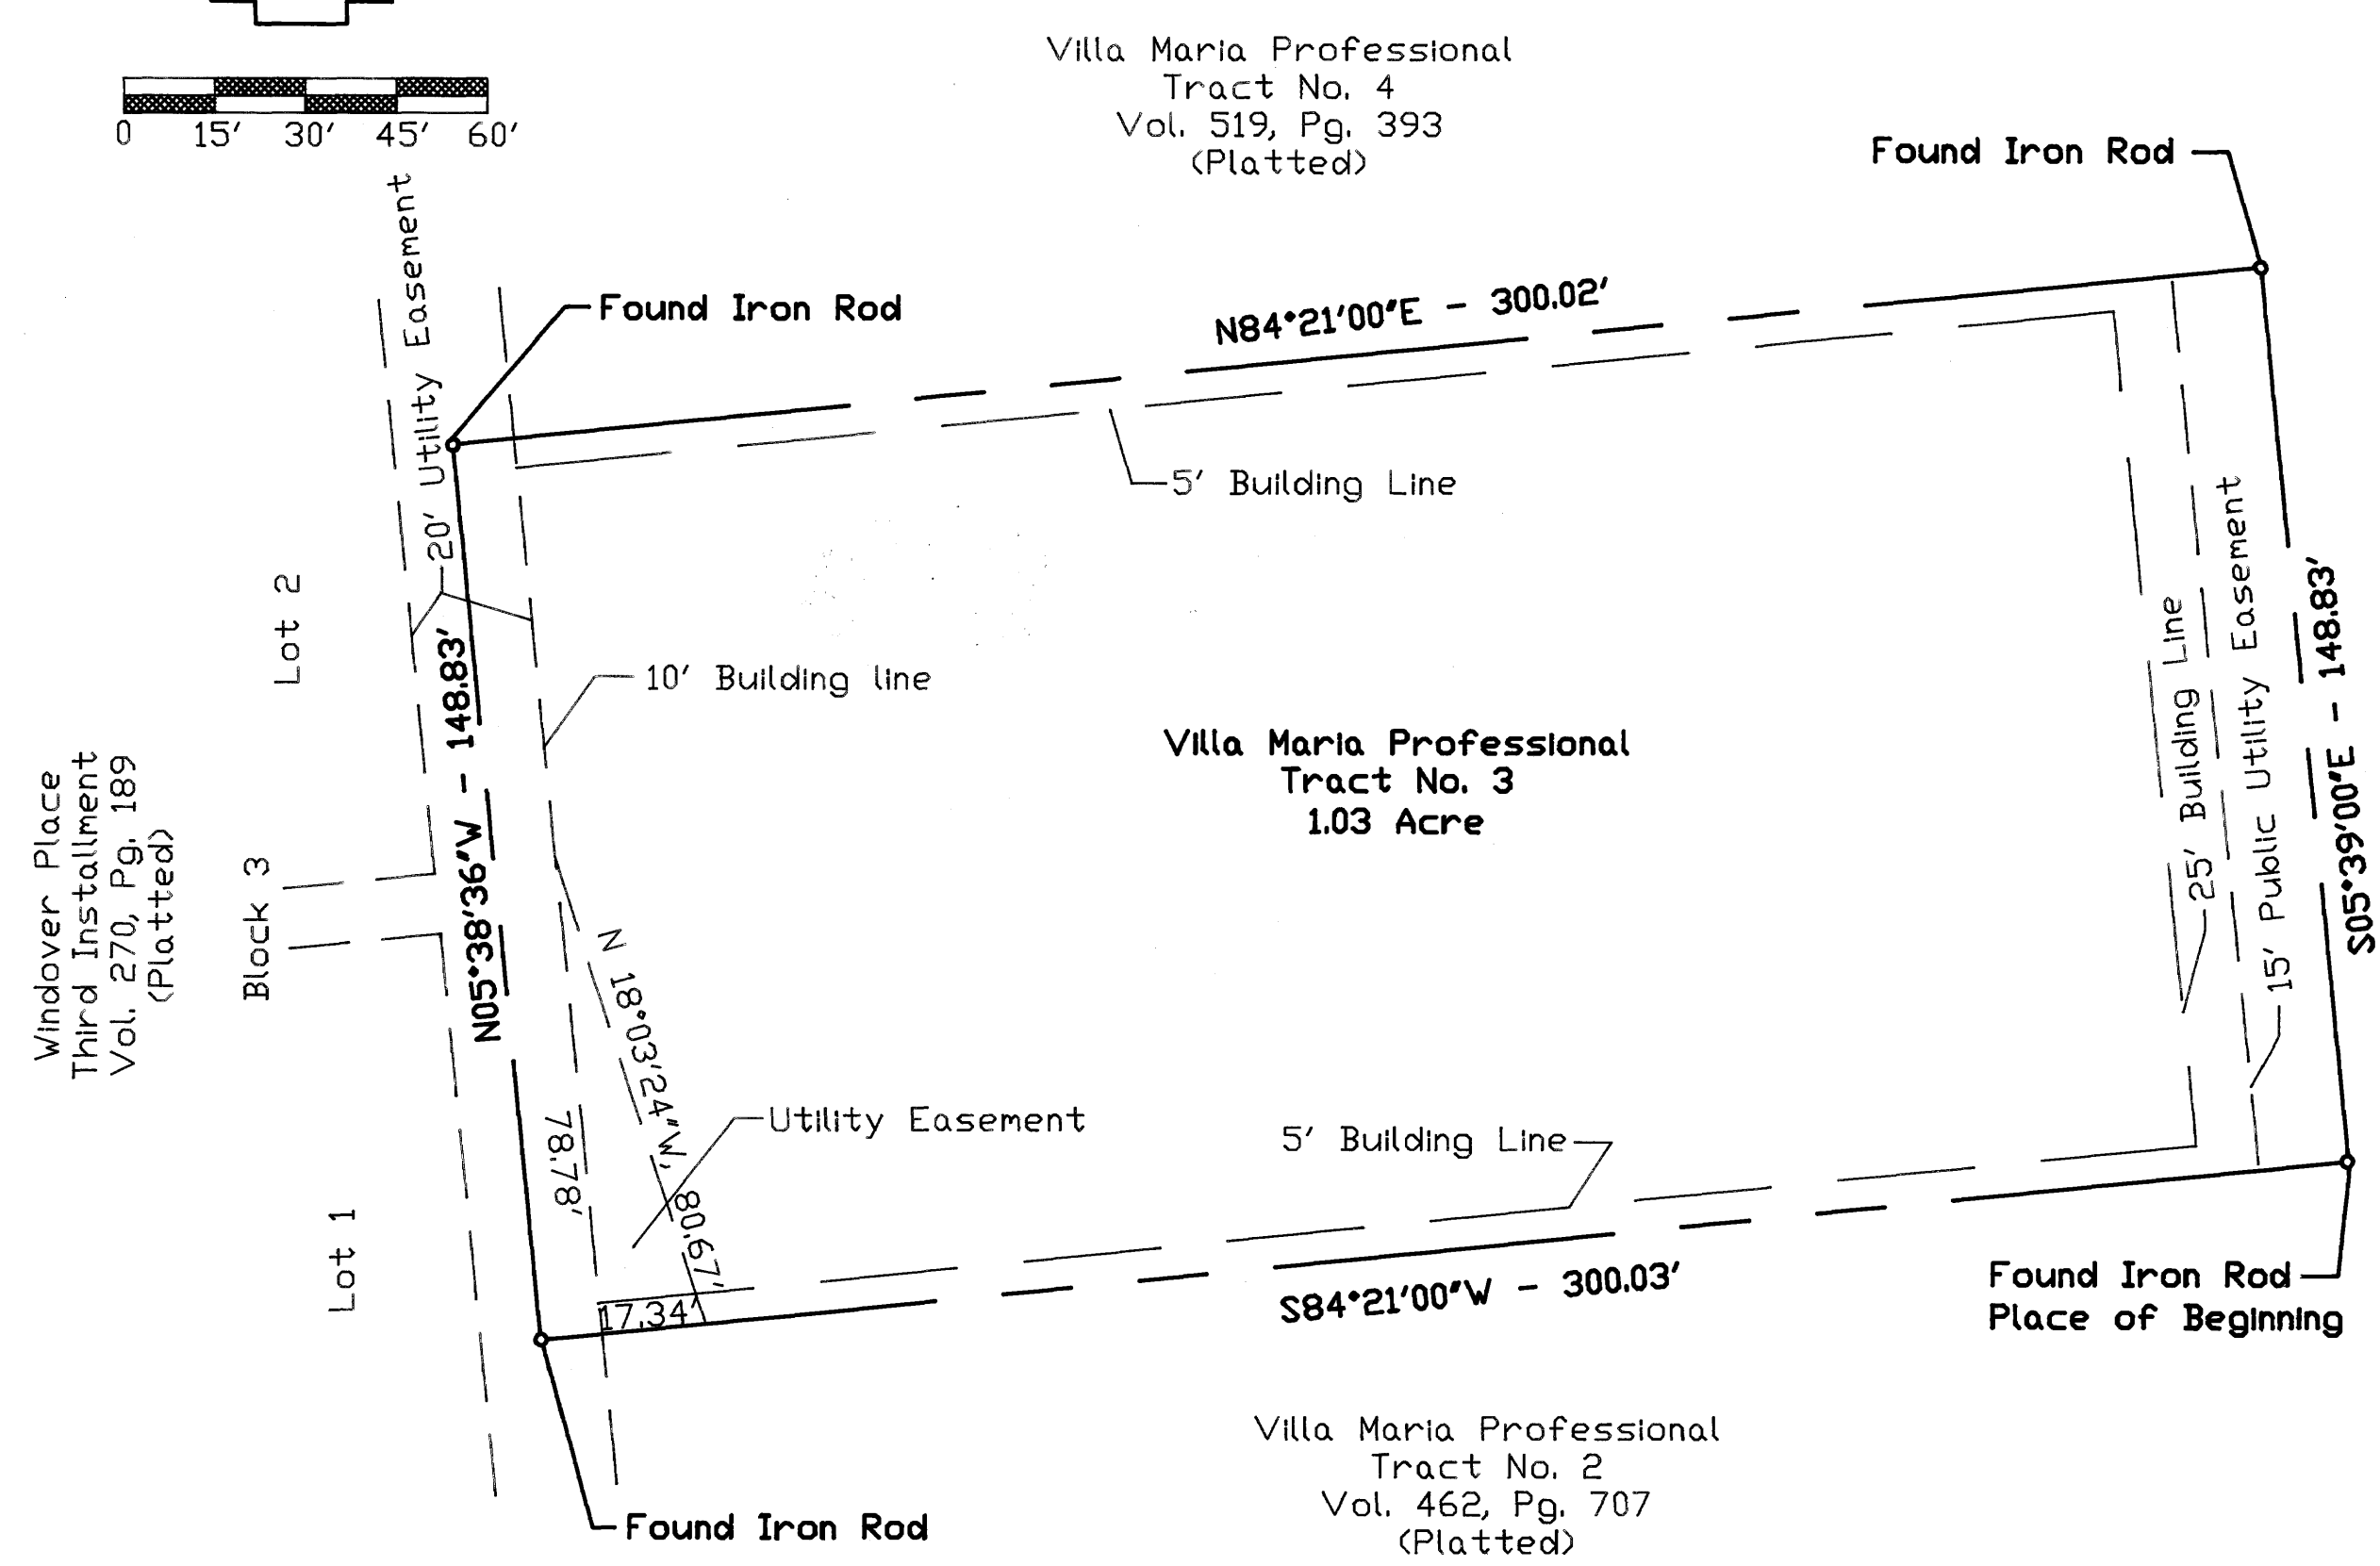 Villa Maria Professional
Tract No. 4
Vol. 519, Pg. 393
(Platted)
0 15' 30' 45' 60'
Found Iron Rod
Found Iron Rod
N84°21'00"E - 300.02'
20' Utility Easement
5' Building Line
Lot 2
10' Building line
N05°38'36"W - 148.83'
Villa Maria Professional
Tract No. 3
1.03 Acre
25' Building Line
15' Public Utility Easement
S05°39'00"E - 148.83'
Windover Place
Third Installment
Vol. 270, Pg. 189
(Platted)
Block 3
N 18°03'24"W, 80.67'
78.78'
Utility Easement
5' Building Line
Lot 1
17.34'
S84°21'00"W - 300.03'
Found Iron Rod
Place of Beginning
Found Iron Rod
Villa Maria Professional
Tract No. 2
Vol. 462, Pg. 707
(Platted)